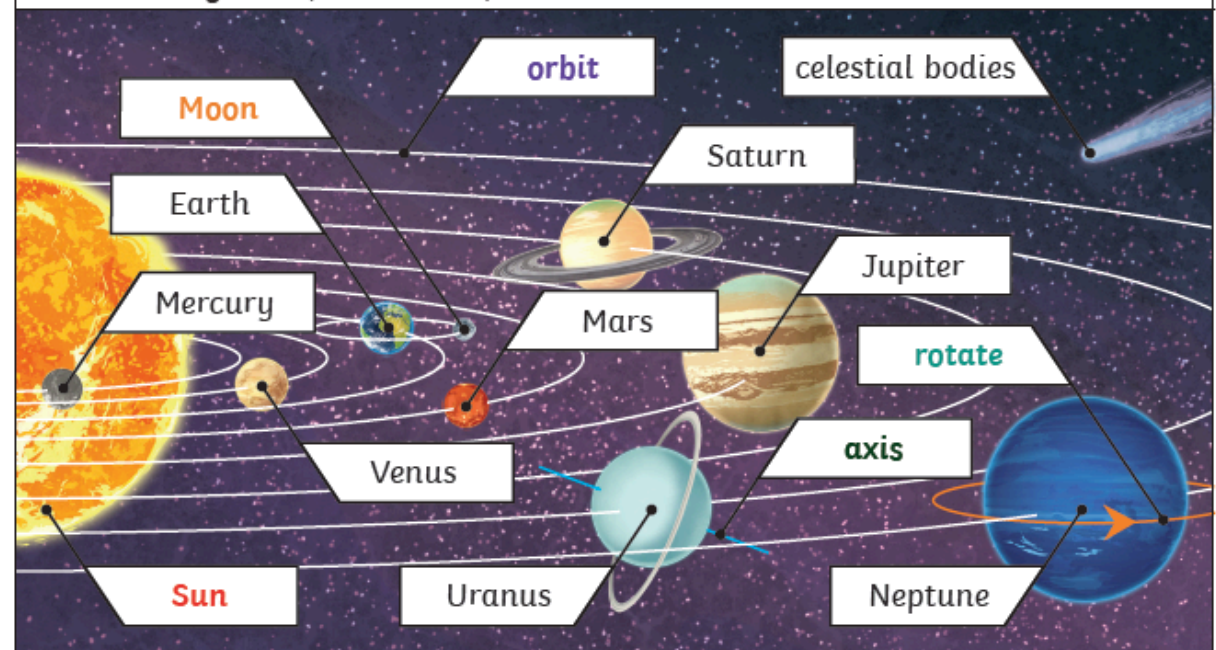 orbit
celestial bodies
Moon
Saturn
Earth
Jupiter
Mercury
Mars
rotate
axis
Venus
Sun
Uranus
Neptune